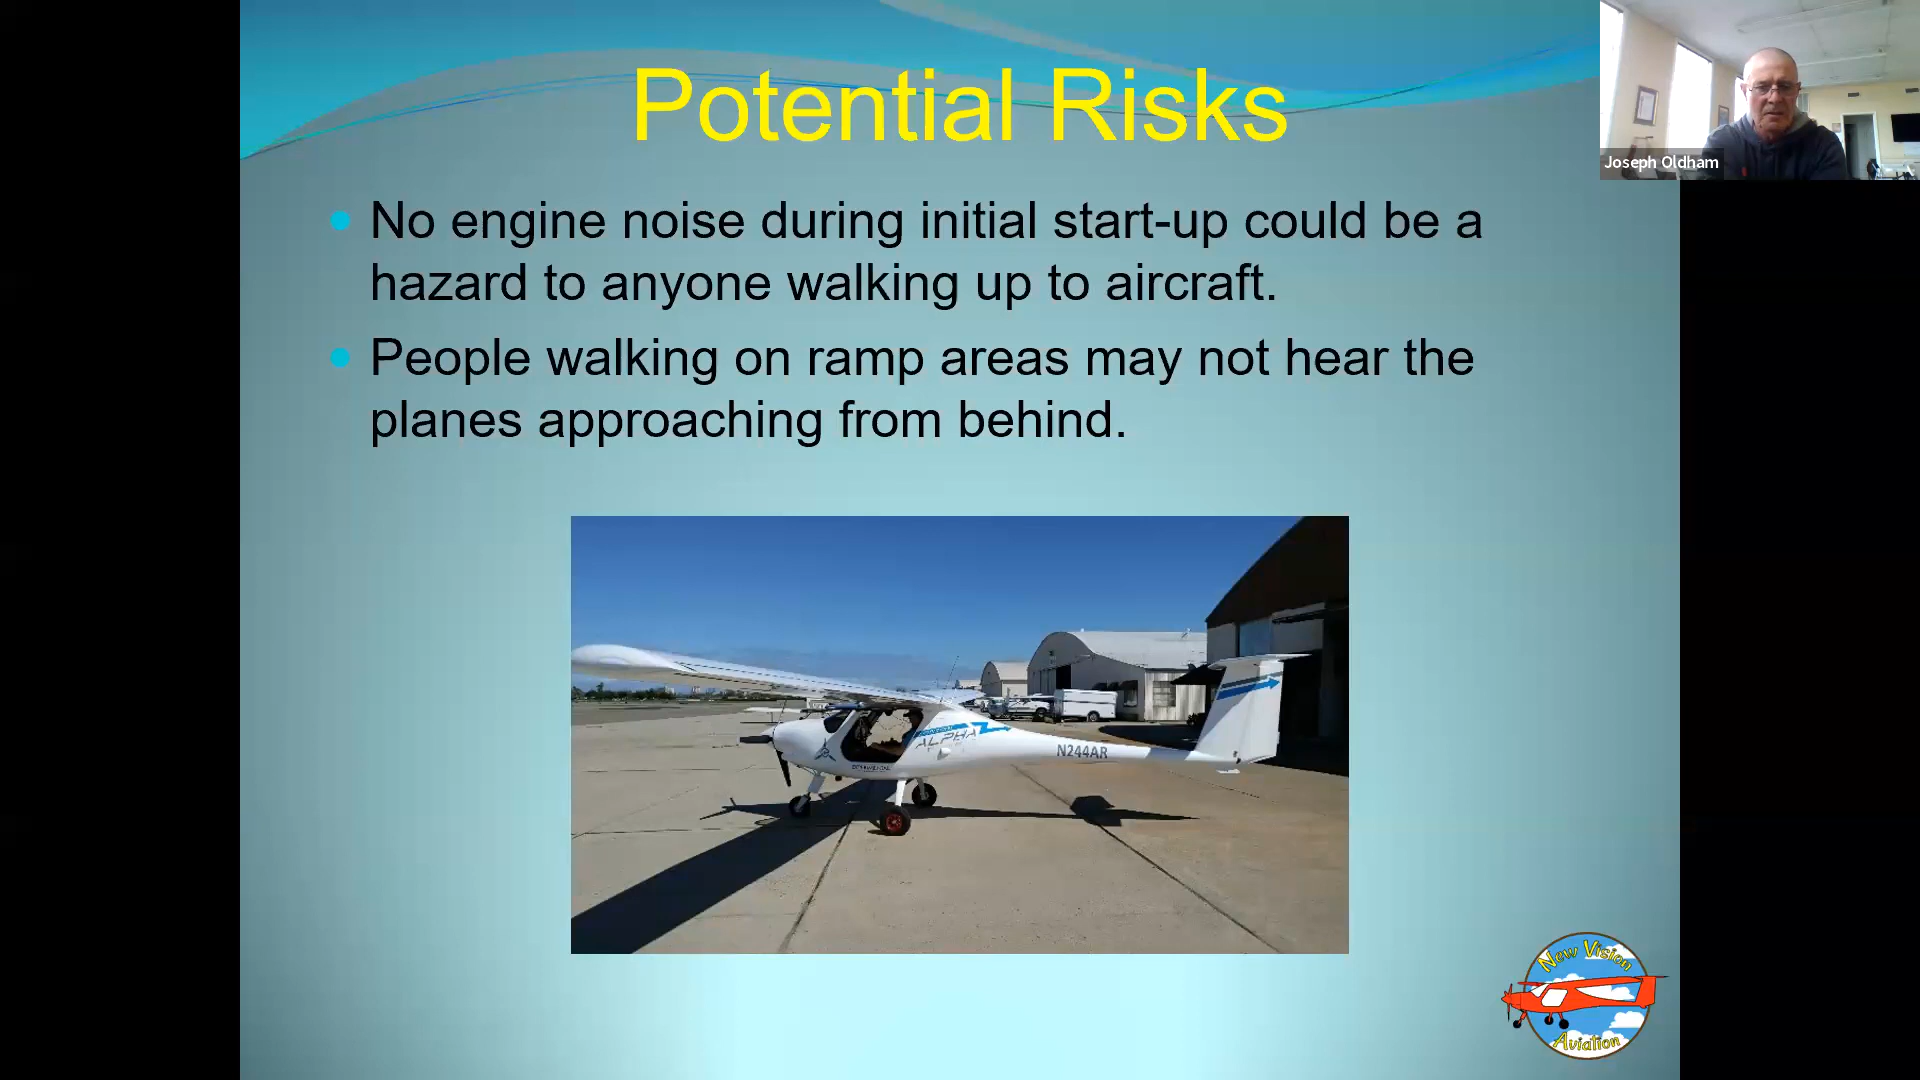 Potential Risks
Joseph Oldham
No engine noise during initial start-up could be a
hazard to anyone walking up to aircraft.
People walking on ramp areas may not hear the
planes approaching from behind.
ALPHA
N244AR
New Vision
Aviation